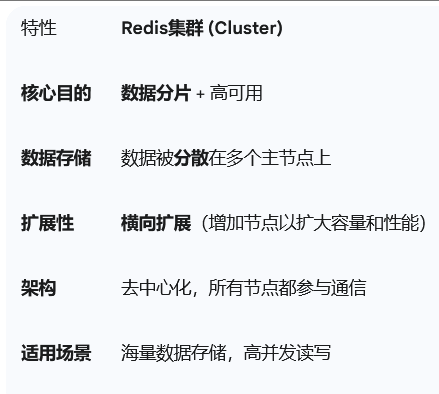 特性 Redis集群 (Cluster)
核心目的 数据分片 + 高可用
数据存储 数据被分散在多个主节点上
扩展性 横向扩展（增加节点以扩大容量和性能）
架构 去中心化，所有节点都参与通信
适用场景 海量数据存储，高并发读写